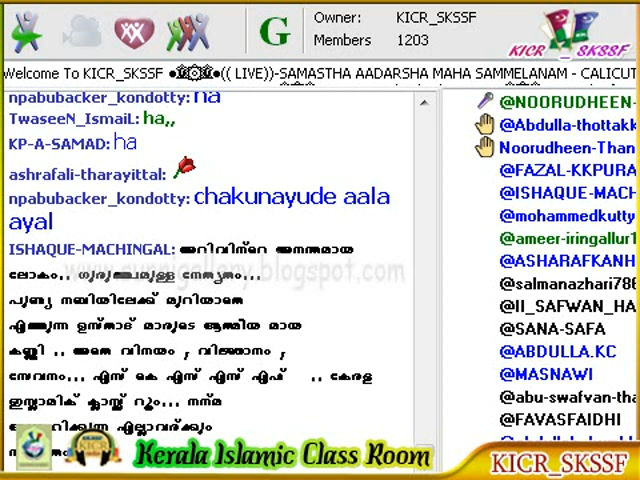 G
Owner: KICR_SKSSF
Members 1203
KICR_SKSSF
Welcome To KICR_SKSSF ●۩۞۩●(( LIVE))-SAMASTHA AADARSHA MAHA SAMMELANAM - CALICUT
npabubacker_kondotty: ha
TwaseeN_IsmaiL: ha,,
KP-A-SAMAD: ha
ashrafali-tharayittal:
npabubacker_kondotty: chakunayude aala
ayal
ISHAQUE-MACHINGAL: അറിവിന്റെ അനന്തമായ
ലോകം.. ഗുരുമുഖമുള്ള നേതൃത്വം...
പുണ്യ നബിയിലേക്ക് മുറിയാതെ
എത്തുന്ന ഉസ്താദ് മാരുടെ ആത്മീയ മായ
കണ്ണി .. അതെ വിനയം , വിജ്ഞാനം ,
സേവനം... എസ് കെ എസ് എസ് എഫ് .. കേരള
ഇസ്ലാമിക് ക്ലാസ്സ് റൂം... നന്മ
എല്ലാവര്ക്കും
@NOORUDHEEN-
@Abdulla-thottakk
Noorudheen-Than
@FAZAL-KKPURA
@ISHAQUE-MACH
@mohammedkutty
@ameer-iringallur1
@ASHARAFKANH
@salmanazhari786
@II_SAFWAN_HA
@SANA-SAFA
@ABDULLA.KC
@MASNAWI
@abu-swafvan-tha
@FAVASFAIDHI
Kerala Islamic Class Room
KICR_SKSSF